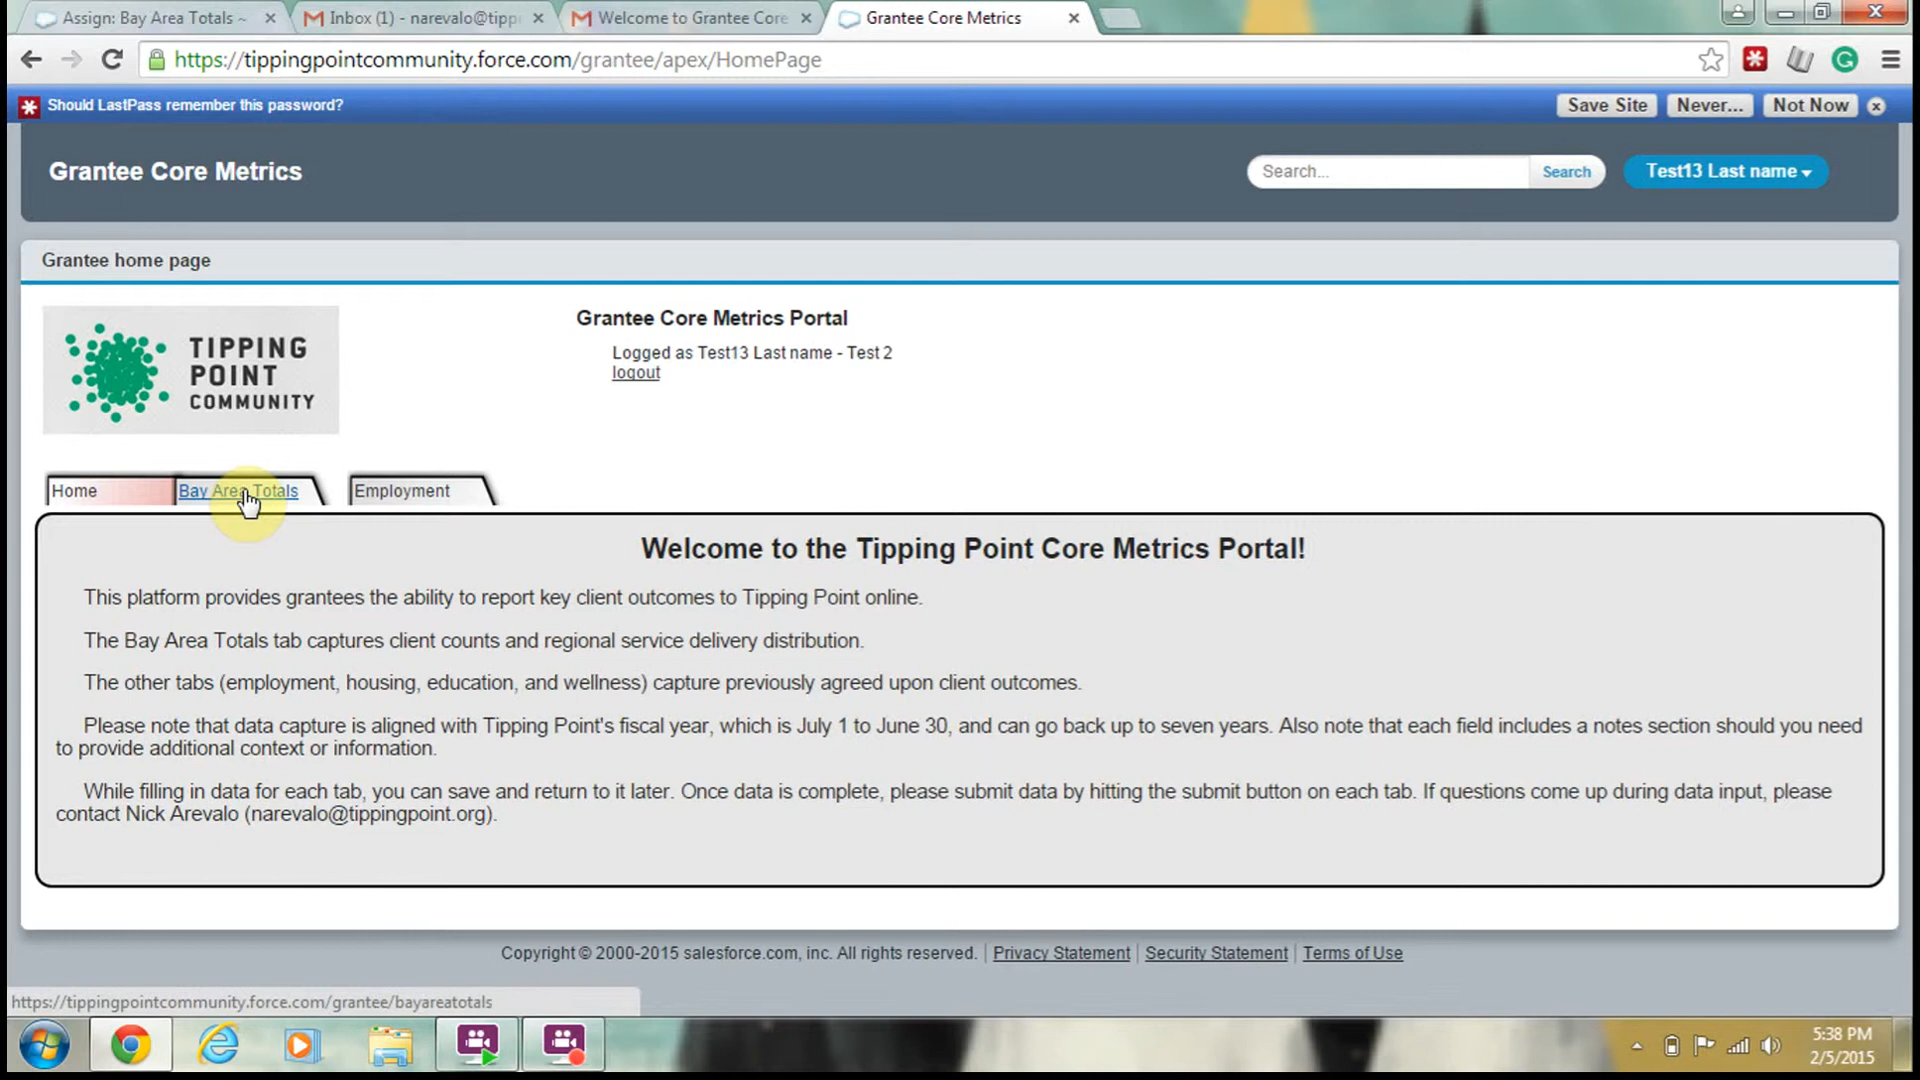 Assign: Bay Area Totals ~
Inbox (1) - narevalo@tipp
Welcome to Grantee Core
Grantee Core Metrics
https://tippingpointcommunity.force.com/grantee/apex/HomePage
Should LastPass remember this password?
Save Site
Never...
Not Now
Grantee Core Metrics
Search...
Search
Test13 Last name
Grantee home page
TIPPING
POINT
COMMUNITY
Grantee Core Metrics Portal
Logged as Test13 Last name - Test 2
logout
Home
Bay Area Totals
Employment
Welcome to the Tipping Point Core Metrics Portal!
This platform provides grantees the ability to report key client outcomes to Tipping Point online.
The Bay Area Totals tab captures client counts and regional service delivery distribution.
The other tabs (employment, housing, education, and wellness) capture previously agreed upon client outcomes.
Please note that data capture is aligned with Tipping Point's fiscal year, which is July 1 to June 30, and can go back up to seven years. Also note that each field includes a notes section should you need
to provide additional context or information.
While filling in data for each tab, you can save and return to it later. Once data is complete, please submit data by hitting the submit button on each tab. If questions come up during data input, please
contact Nick Arevalo (narevalo@tippingpoint.org).
Copyright © 2000-2015 salesforce.com, inc. All rights reserved. | Privacy Statement | Security Statement | Terms of Use
https://tippingpointcommunity.force.com/grantee/bayareatotals
5:38 PM
2/5/2015